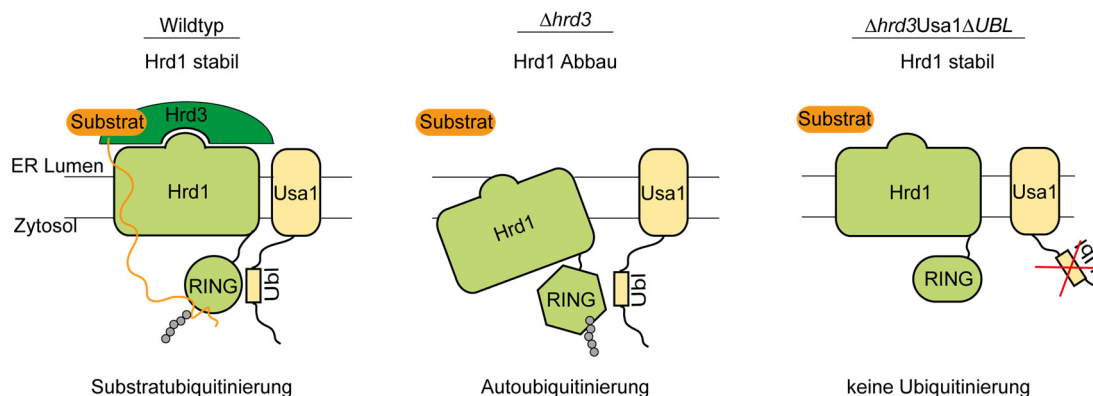 Wildtyp
Hrd1 stabil
Substrat
Hrd3
ER Lumen
Hrd1
Usa1
Zytosol
RING
Ubl
Substratubiquitinierung
Δhrd3
Hrd1 Abbau
Substrat
Hrd1
Usa1
RING
Ubl
Autoubiquitinierung
Δhrd3Usa1ΔUBL
Hrd1 stabil
Substrat
Hrd1
Usa1
RING
Ubl
keine Ubiquitinierung